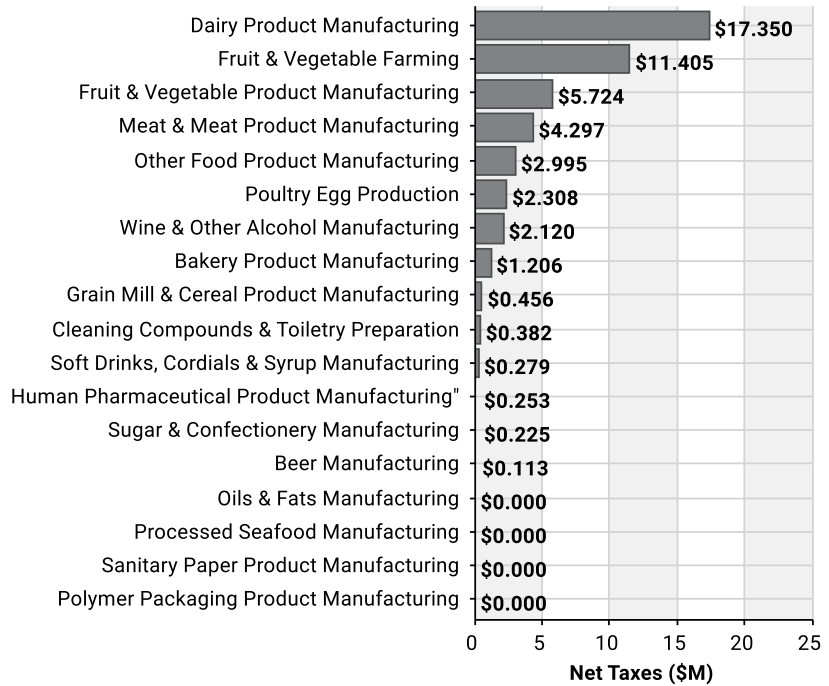 Dairy Product Manufacturing $17.350
Fruit & Vegetable Farming $11.405
Fruit & Vegetable Product Manufacturing $5.724
Meat & Meat Product Manufacturing $4.297
Other Food Product Manufacturing $2.995
Poultry Egg Production $2.308
Wine & Other Alcohol Manufacturing $2.120
Bakery Product Manufacturing $1.206
Grain Mill & Cereal Product Manufacturing $0.456
Cleaning Compounds & Toiletry Preparation $0.382
Soft Drinks, Cordials & Syrup Manufacturing $0.279
Human Pharmaceutical Product Manufacturing" $0.253
Sugar & Confectionery Manufacturing $0.225
Beer Manufacturing $0.113
Oils & Fats Manufacturing $0.000
Processed Seafood Manufacturing $0.000
Sanitary Paper Product Manufacturing $0.000
Polymer Packaging Product Manufacturing $0.000
0 5 10 15 20 25
Net Taxes ($M)